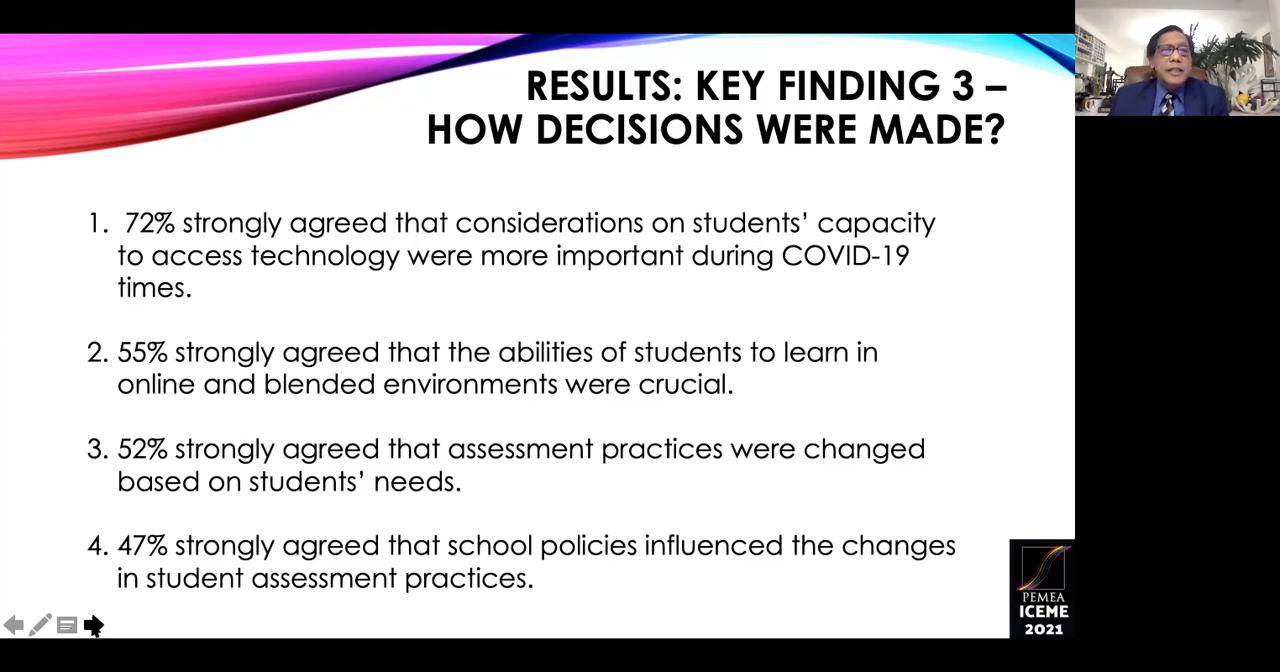 RESULTS: KEY FINDING 3 –
HOW DECISIONS WERE MADE?
1. 72% strongly agreed that considerations on students’ capacity
to access technology were more important during COVID-19
times.
2. 55% strongly agreed that the abilities of students to learn in
online and blended environments were crucial.
3. 52% strongly agreed that assessment practices were changed
based on students’ needs.
4. 47% strongly agreed that school policies influenced the changes
in student assessment practices.
PEMEA
ICEME
2021